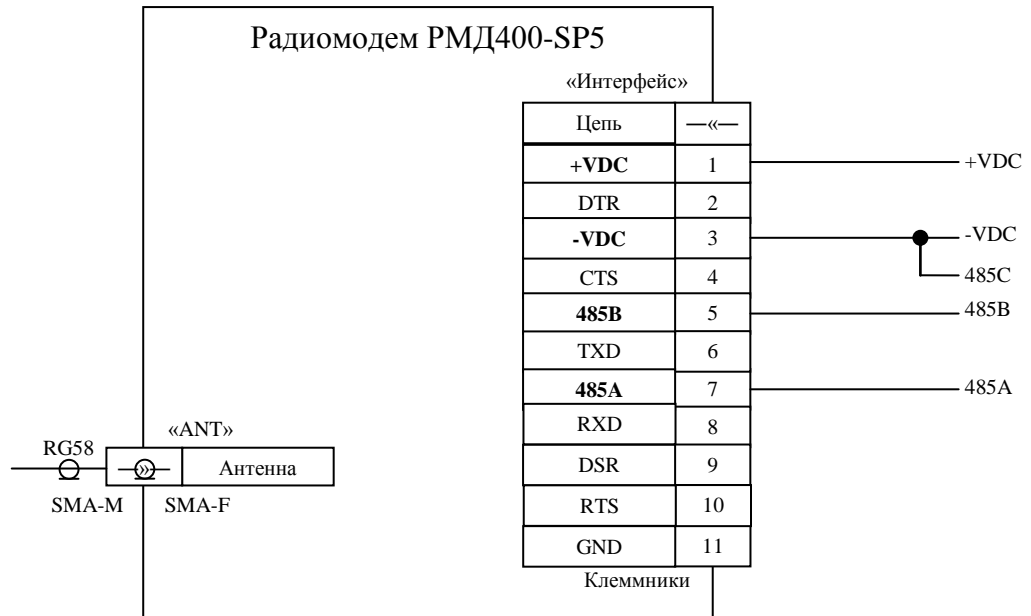 Радиомодем РМД400-SP5
«Интерфейс»
Цепь —«—
+VDC 1 +VDC
DTR 2
-VDC 3 -VDC
CTS 4 485C
485B 5 485B
TXD 6
485A 7 485A
RXD 8
«ANT»
RG58
—»— Антенна
DSR 9
SMA-M SMA-F
RTS 10
GND 11
Клеммники